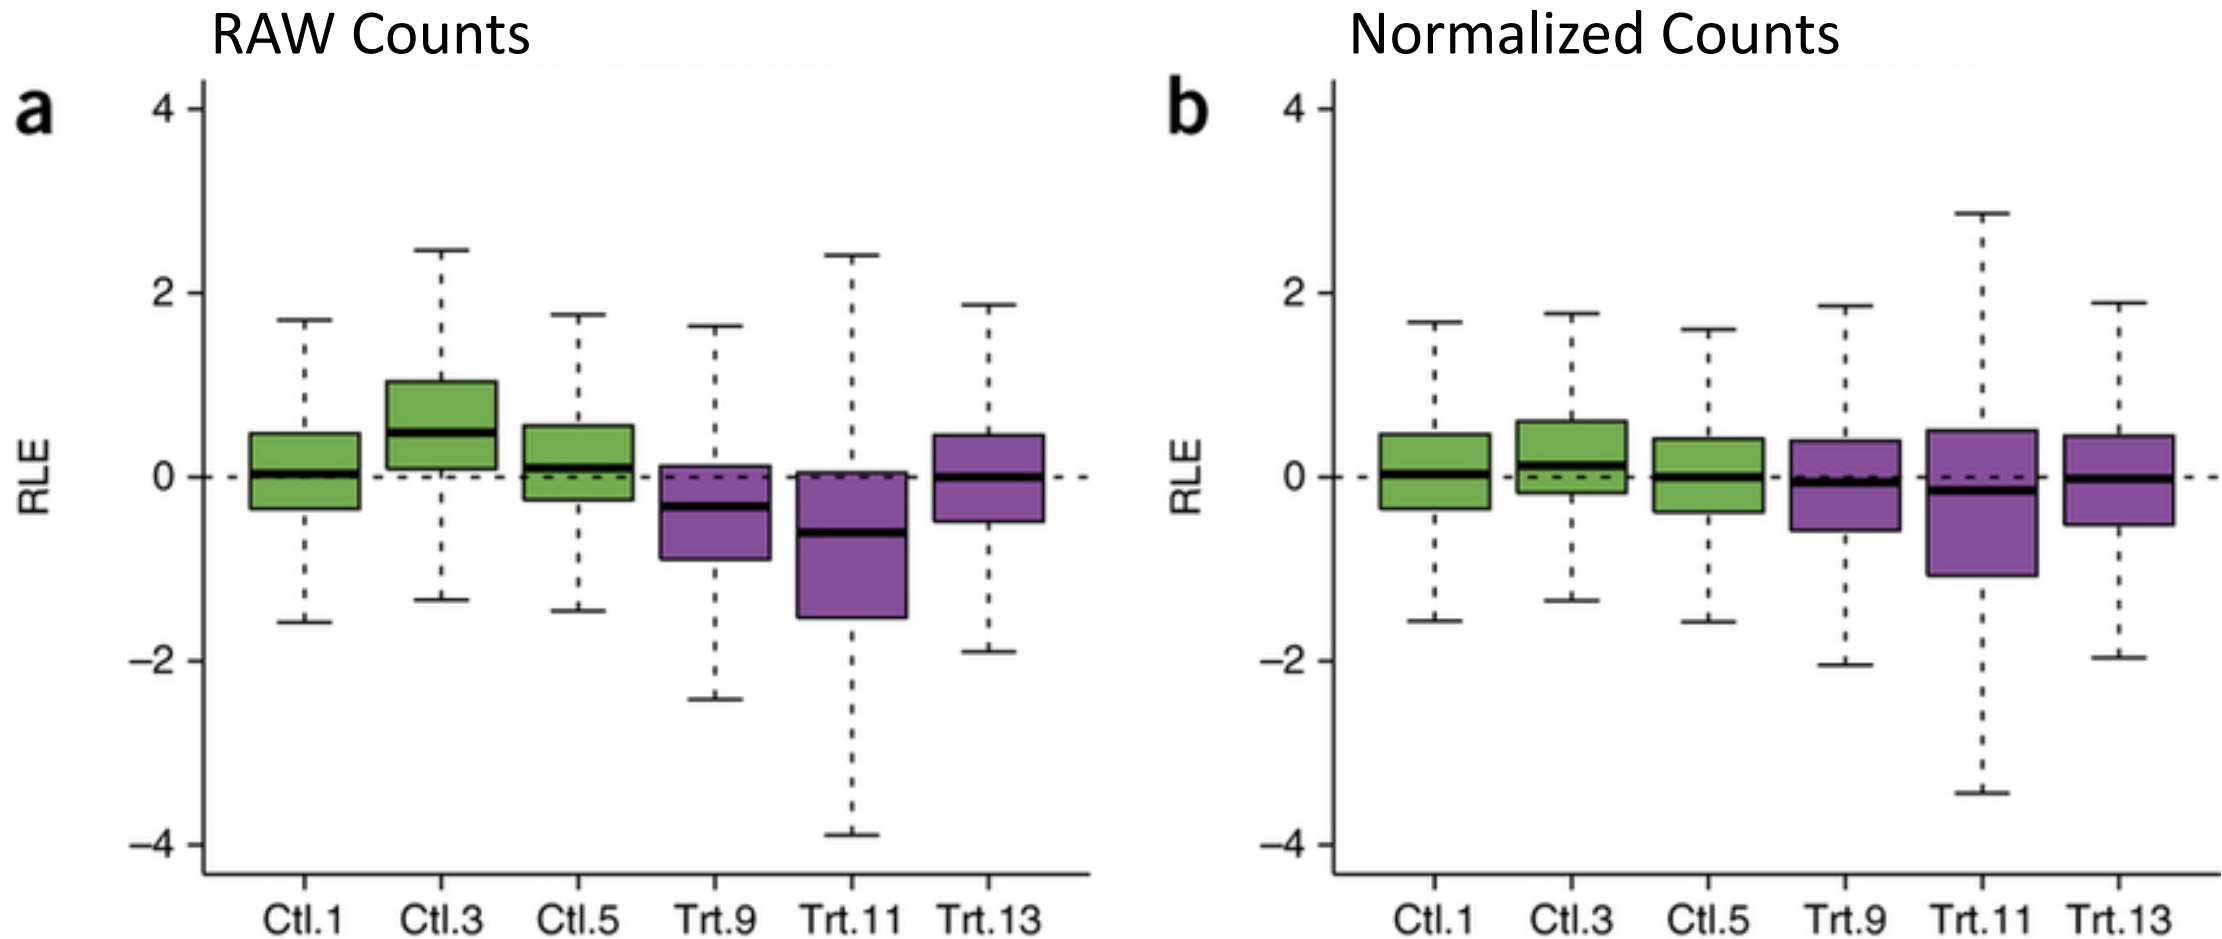 RAW Counts
a
RLE
4
2
0
−2
−4
Ctl.1 Ctl.3 Ctl.5 Trt.9 Trt.11 Trt.13
Normalized Counts
b
RLE
4
2
0
−2
−4
Ctl.1 Ctl.3 Ctl.5 Trt.9 Trt.11 Trt.13